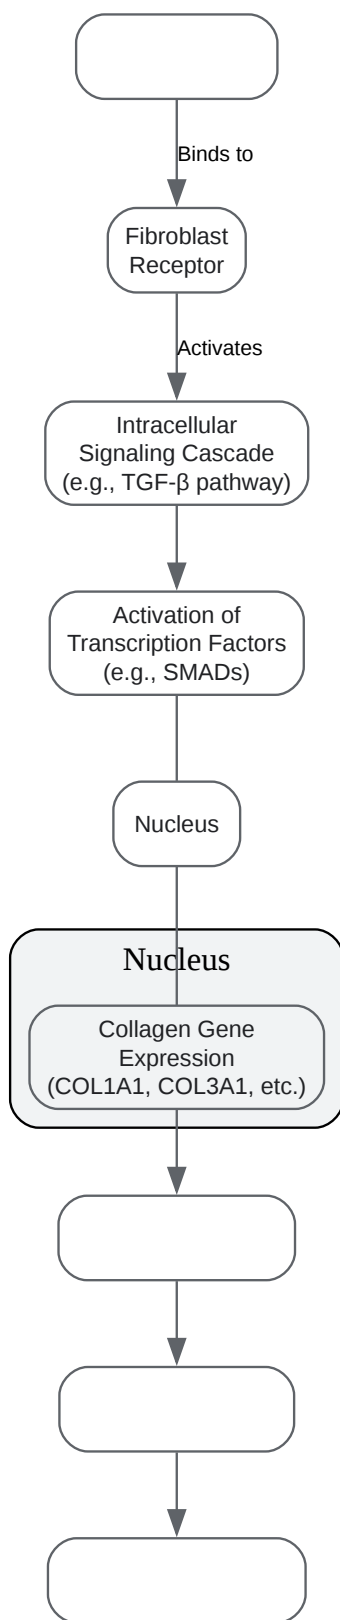 Binds to
Fibroblast
Receptor
Activates
Intracellular
Signaling Cascade
(e.g., TGF-β pathway)
Activation of
Transcription Factors
(e.g., SMADs)
Nucleus
Nucleus
Collagen Gene
Expression
(COL1A1, COL3A1, etc.)